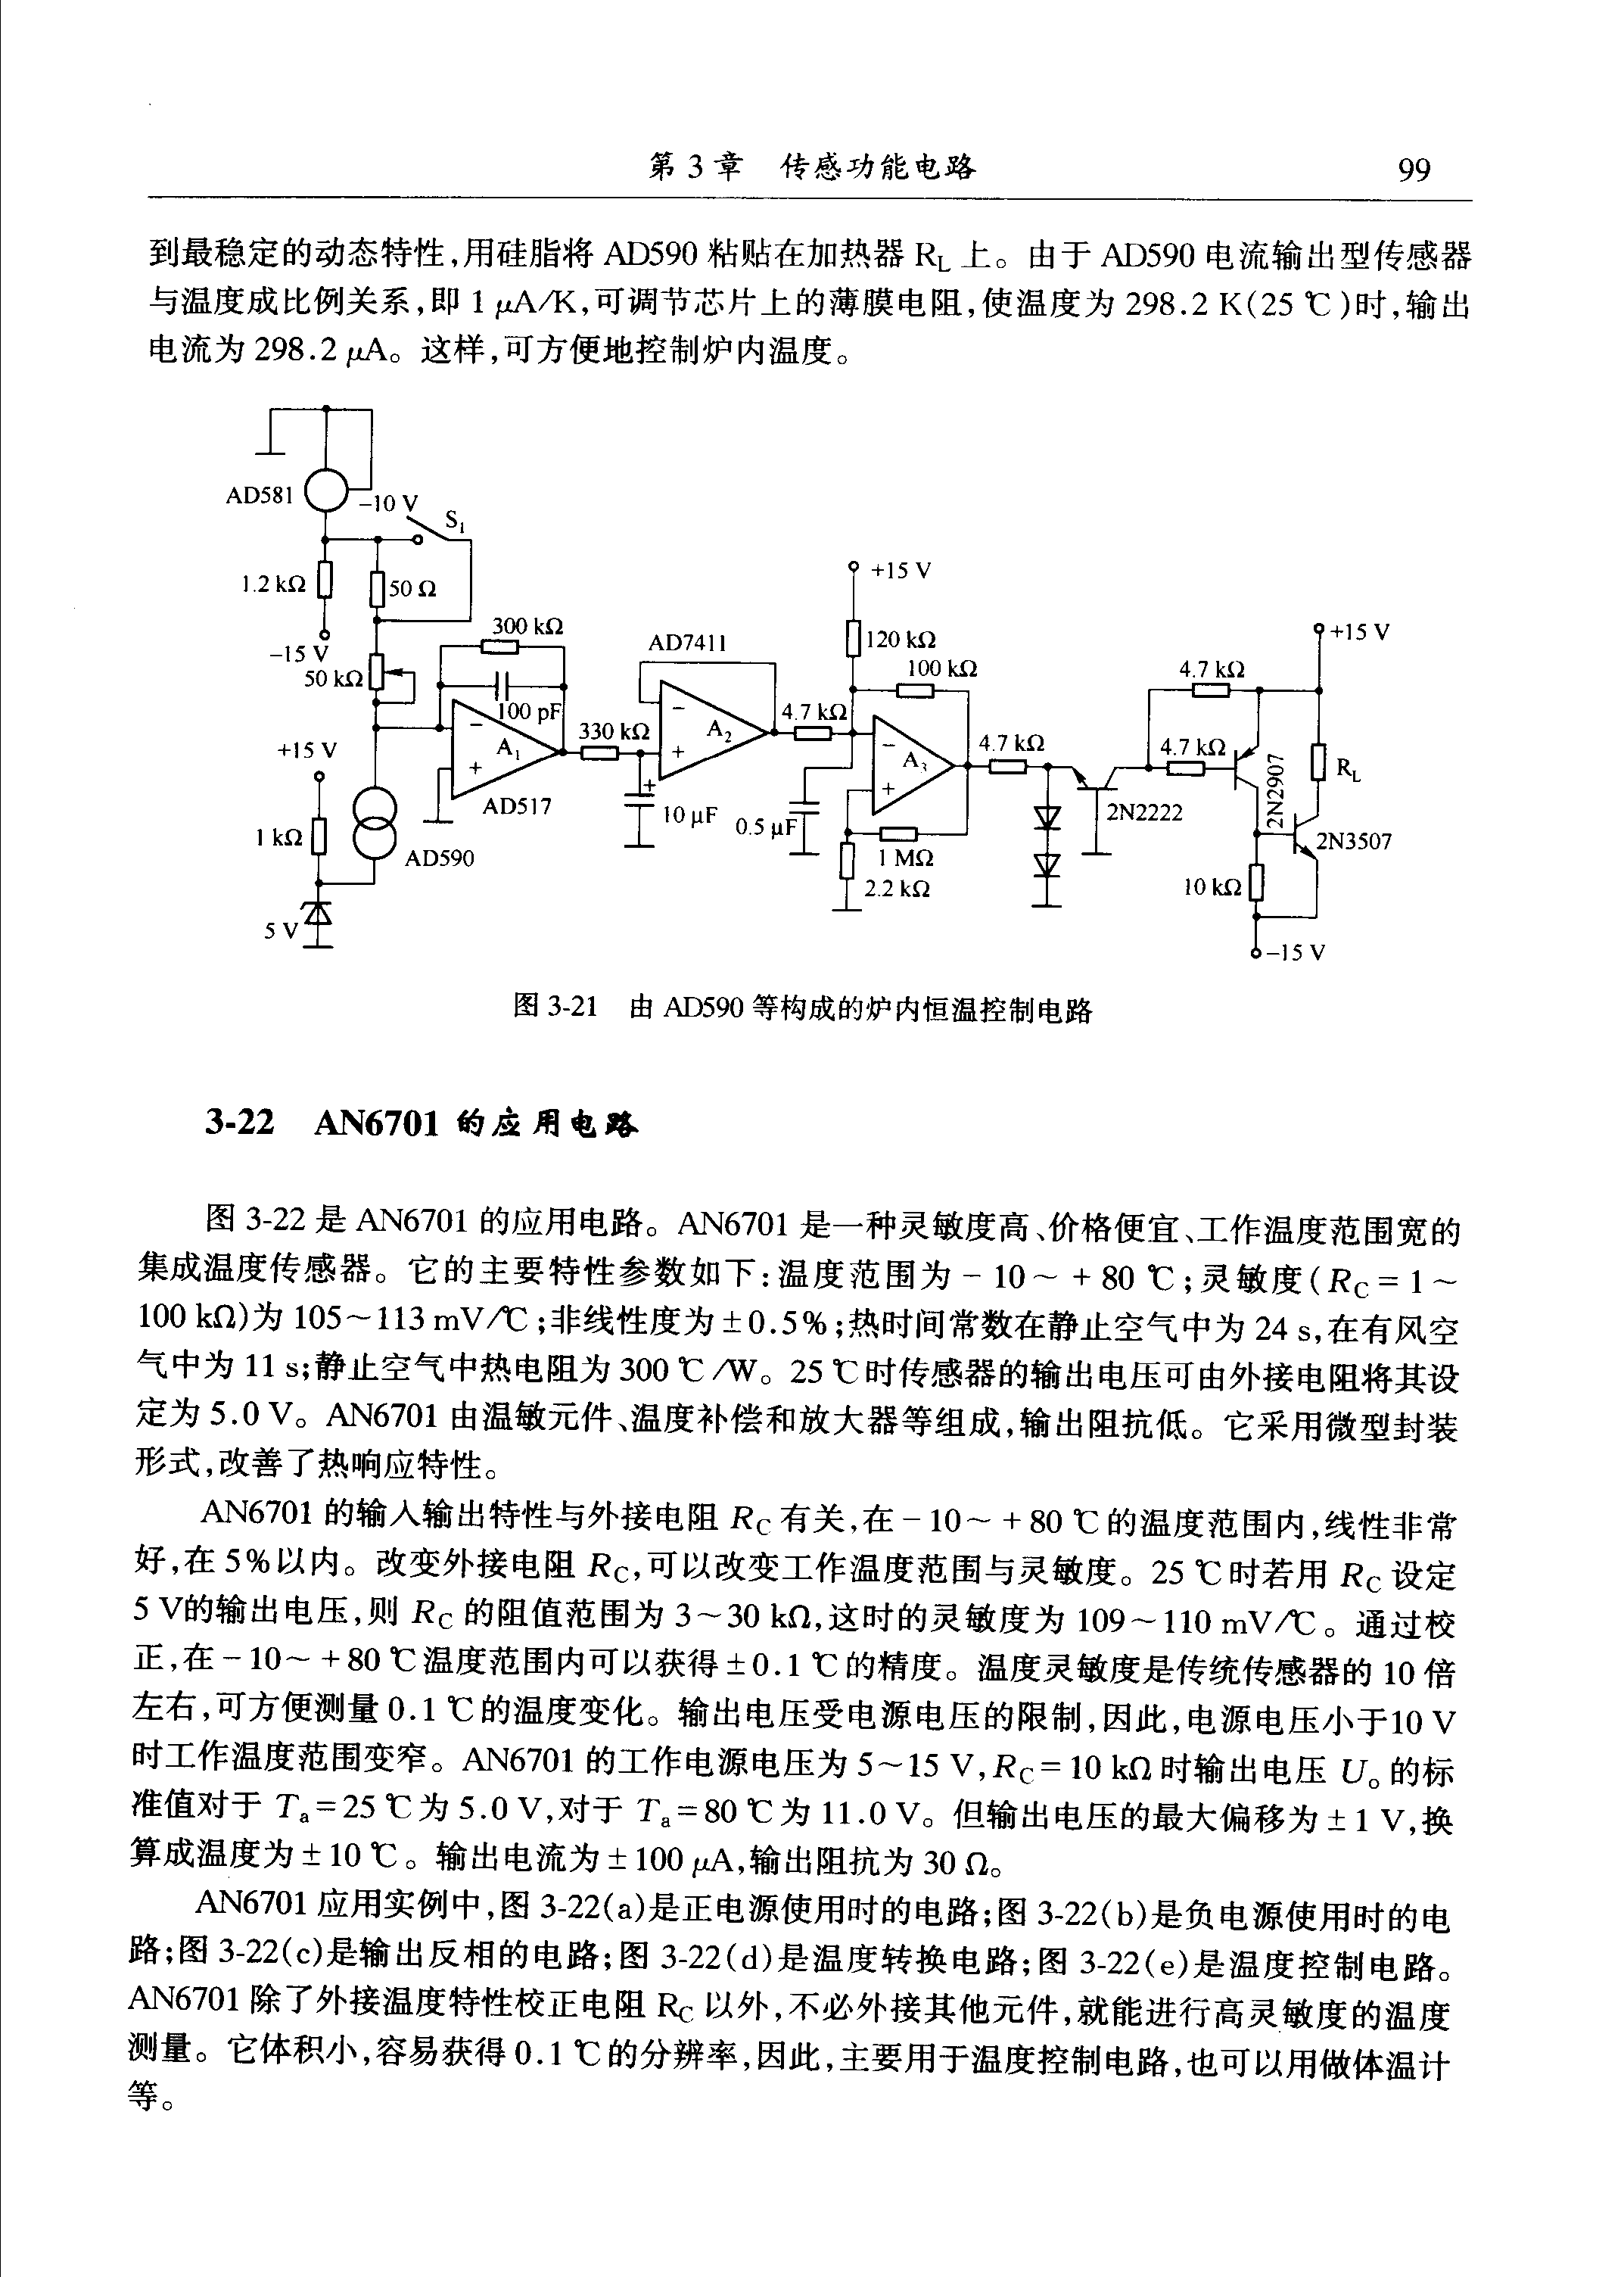 第 3 章 传感功能电路 99
到最稳定的动态特性,用硅脂将 AD590 粘贴在加热器 RL 上。由于 AD590 电流输出型传感器
与温度成比例关系,即 1 μA/K,可调节芯片上的薄膜电阻,使温度为 298.2 K(25 ℃)时,输出
电流为 298.2 μA。这样,可方便地控制炉内温度。
AD581
-10 V
S1
1.2 kΩ
50 Ω
-15 V
50 kΩ
300 kΩ
100 pF
A1
AD517
+15 V
1 kΩ
AD590
5 V
330 kΩ
10 μF
AD7411
A2
4.7 kΩ
0.5 μF
+15 V
120 kΩ
100 kΩ
A3
1 MΩ
2.2 kΩ
4.7 kΩ
2N2222
4.7 kΩ
4.7 kΩ
2N2907
+15 V
RL
2N3507
10 kΩ
-15 V
图 3-21 由 AD590 等构成的炉内恒温控制电路
3-22 AN6701 的应用电路
图 3-22 是 AN6701 的应用电路。AN6701 是一种灵敏度高、价格便宜、工作温度范围宽的
集成温度传感器。它的主要特性参数如下:温度范围为 - 10~ + 80 ℃;灵敏度(RC = 1~
100 kΩ)为 105~113 mV/℃;非线性度为±0.5%;热时间常数在静止空气中为 24 s,在有风空
气中为 11 s;静止空气中热电阻为 300 ℃/W。25 ℃时传感器的输出电压可由外接电阻将其设
定为 5.0 V。AN6701 由温敏元件、温度补偿和放大器等组成,输出阻抗低。它采用微型封装
形式,改善了热响应特性。
AN6701 的输入输出特性与外接电阻 RC 有关,在 - 10~ + 80 ℃的温度范围内,线性非常
好,在 5%以内。改变外接电阻 RC,可以改变工作温度范围与灵敏度。25 ℃时若用 RC 设定
5 V的输出电压,则 RC 的阻值范围为 3~30 kΩ,这时的灵敏度为 109~110 mV/℃。通过校
正,在 - 10~ + 80 ℃温度范围内可以获得±0.1 ℃的精度。温度灵敏度是传统传感器的 10 倍
左右,可方便测量 0.1 ℃的温度变化。输出电压受电源电压的限制,因此,电源电压小于10 V
时工作温度范围变窄。AN6701 的工作电源电压为 5~15 V,RC = 10 kΩ 时输出电压 Uo 的标
准值对于 Ta = 25 ℃为 5.0 V,对于 Ta = 80 ℃为 11.0 V。但输出电压的最大偏移为 ± 1 V,换
算成温度为 ± 10 ℃。输出电流为 ± 100 μA,输出阻抗为 30 Ω。
AN6701 应用实例中,图 3-22(a)是正电源使用时的电路;图 3-22(b)是负电源使用时的电
路;图 3-22(c)是输出反相的电路;图 3-22(d)是温度转换电路;图 3-22(e)是温度控制电路。
AN6701 除了外接温度特性校正电阻 RC 以外,不必外接其他元件,就能进行高灵敏度的温度
测量。它体积小,容易获得 0.1 ℃的分辨率,因此,主要用于温度控制电路,也可以用做体温计
等。